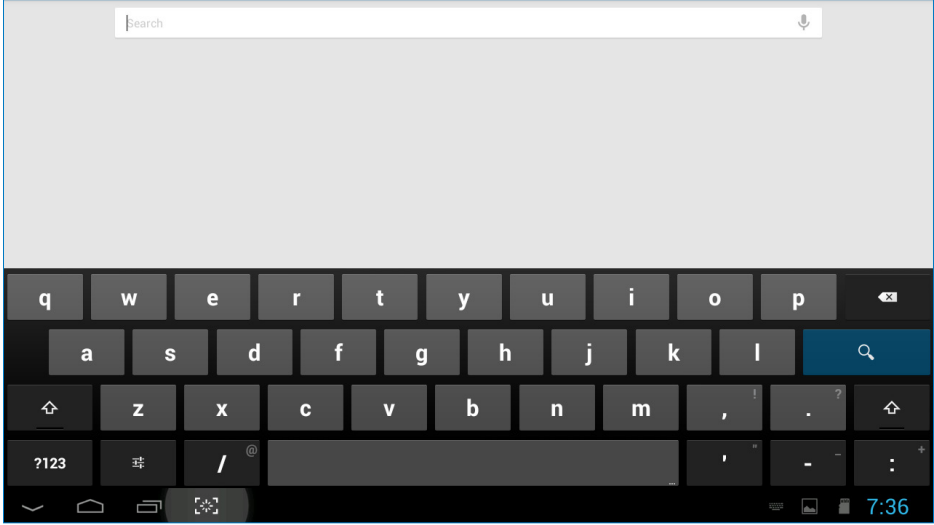 Search
q w e r t y u i o p
a s d f g h j k l
z x c v b n m , ! . ?
?123 / @ ... ' " - _ : +
7:36